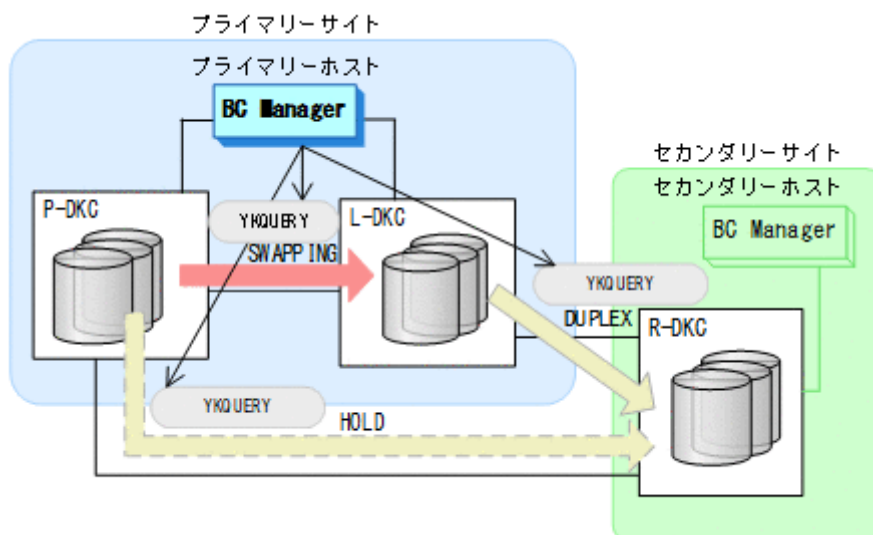 プライマリーサイト
プライマリーホスト
BC Manager
セカンダリーサイト
セカンダリーホスト
P-DKC
YKQUERY
L-DKC
BC Manager
SWAPPING
YKQUERY
DUPLEX
R-DKC
YKQUERY
HOLD